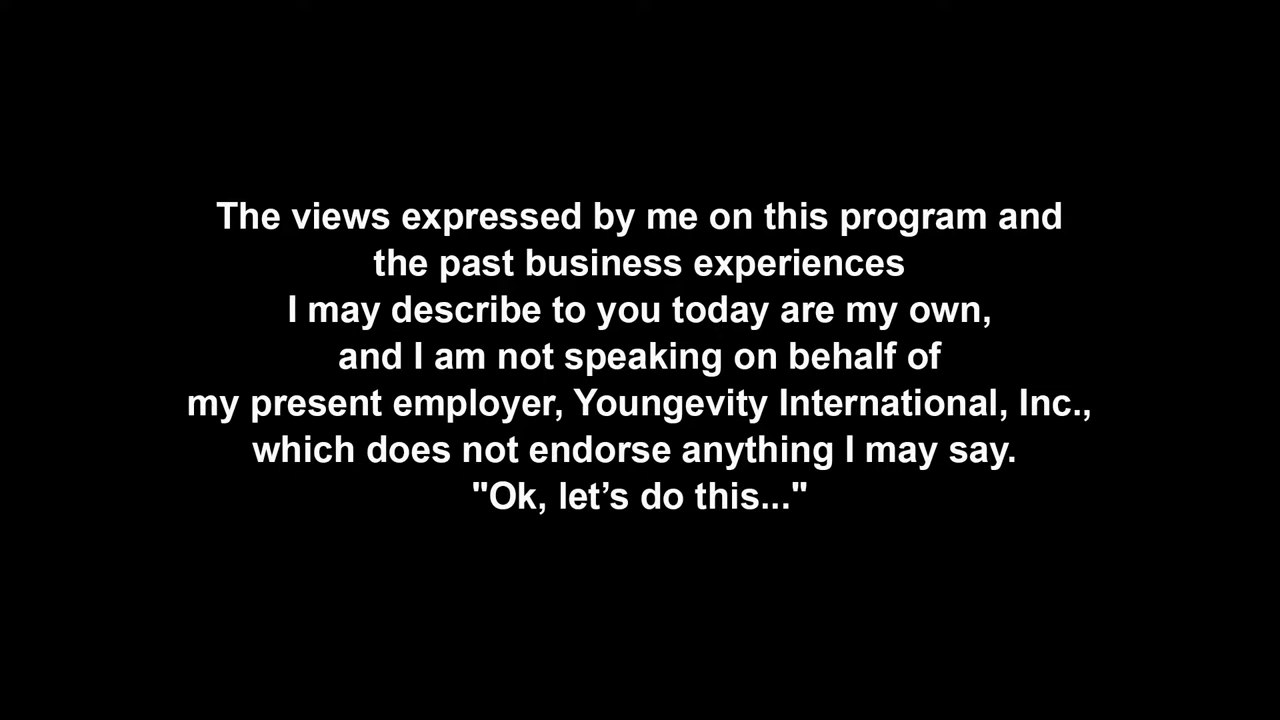 The views expressed by me on this program and
the past business experiences
I may describe to you today are my own,
and I am not speaking on behalf of
my present employer, Youngevity International, Inc.,
which does not endorse anything I may say.
"Ok, let’s do this..."